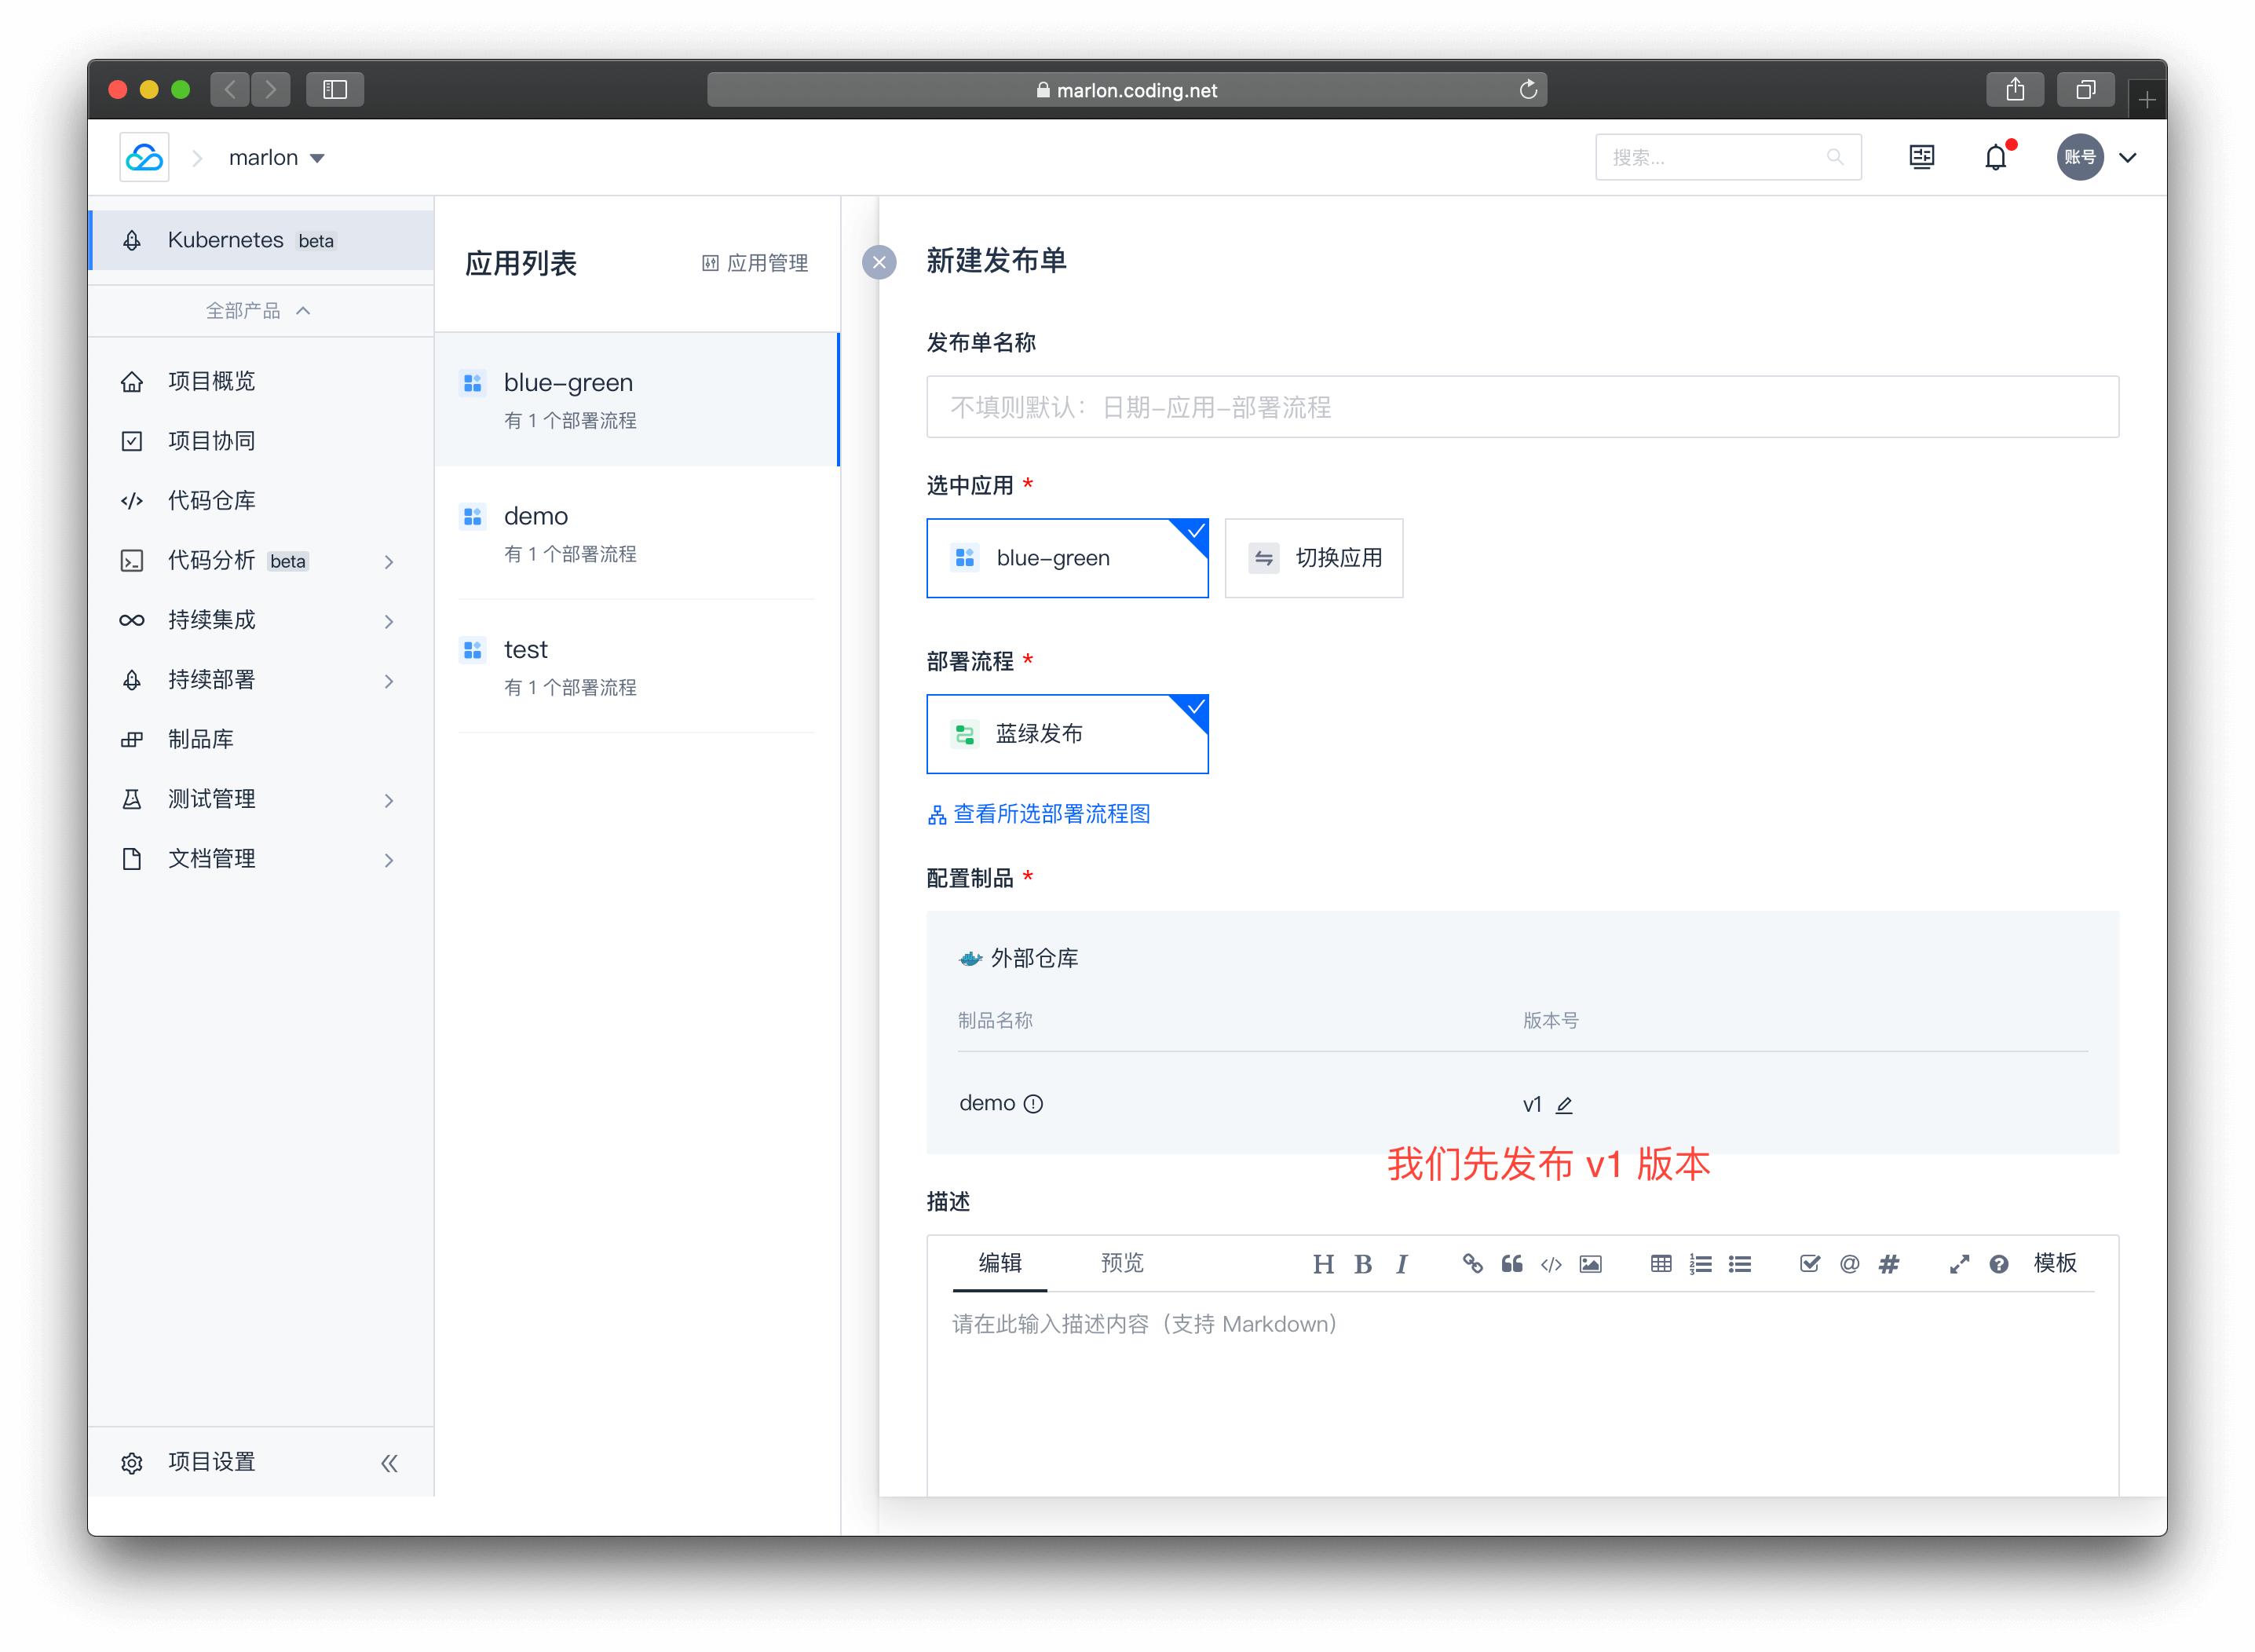 marlon.coding.net
marlon
搜索...
账号
Kubernetes beta
全部产品
项目概览
项目协同
代码仓库
代码分析 beta
持续集成
持续部署
制品库
测试管理
文档管理
项目设置
应用列表
应用管理
blue-green
有 1 个部署流程
demo
有 1 个部署流程
test
有 1 个部署流程
新建发布单
发布单名称
不填则默认：日期-应用-部署流程
选中应用 *
blue-green
切换应用
部署流程 *
蓝绿发布
查看所选部署流程图
配置制品 *
外部仓库
制品名称 版本号
demo v1
我们先发布 v1 版本
描述
编辑 预览 H B I 模板
请在此输入描述内容（支持 Markdown）